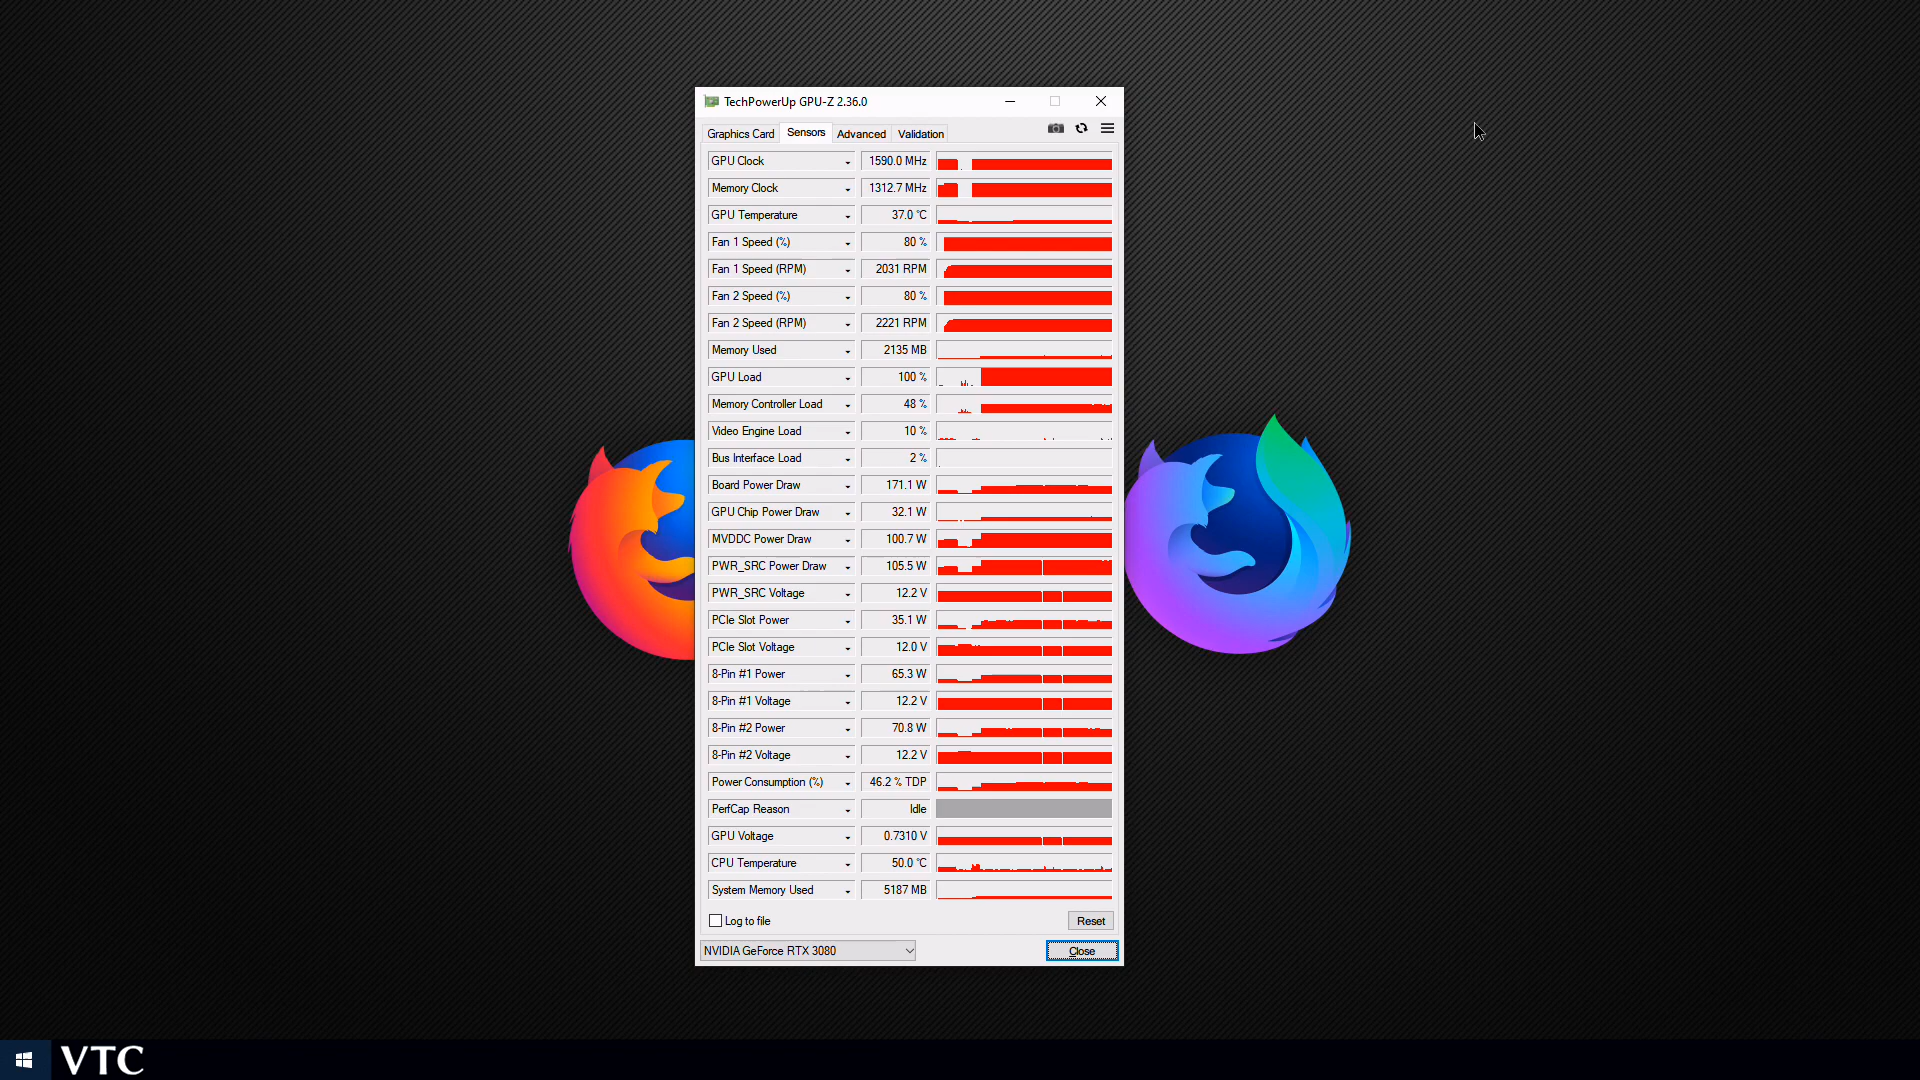 TechPowerUp GPU-Z 2.36.0
Graphics Card Sensors Advanced Validation
GPU Clock 1590.0 MHz
Memory Clock 1312.7 MHz
GPU Temperature 37.0 °C
Fan 1 Speed (%) 80 %
Fan 1 Speed (RPM) 2031 RPM
Fan 2 Speed (%) 80 %
Fan 2 Speed (RPM) 2221 RPM
Memory Used 2135 MB
GPU Load 100 %
Memory Controller Load 48 %
Video Engine Load 10 %
Bus Interface Load 2 %
Board Power Draw 171.1 W
GPU Chip Power Draw 32.1 W
MVDDC Power Draw 100.7 W
PWR_SRC Power Draw 105.5 W
PWR_SRC Voltage 12.2 V
PCIe Slot Power 35.1 W
PCIe Slot Voltage 12.0 V
8-Pin #1 Power 65.3 W
8-Pin #1 Voltage 12.2 V
8-Pin #2 Power 70.8 W
8-Pin #2 Voltage 12.2 V
Power Consumption (%) 46.2 % TDP
PerfCap Reason Idle
GPU Voltage 0.7310 V
CPU Temperature 50.0 °C
System Memory Used 5187 MB
Log to file Reset
NVIDIA GeForce RTX 3080 Close
VTC